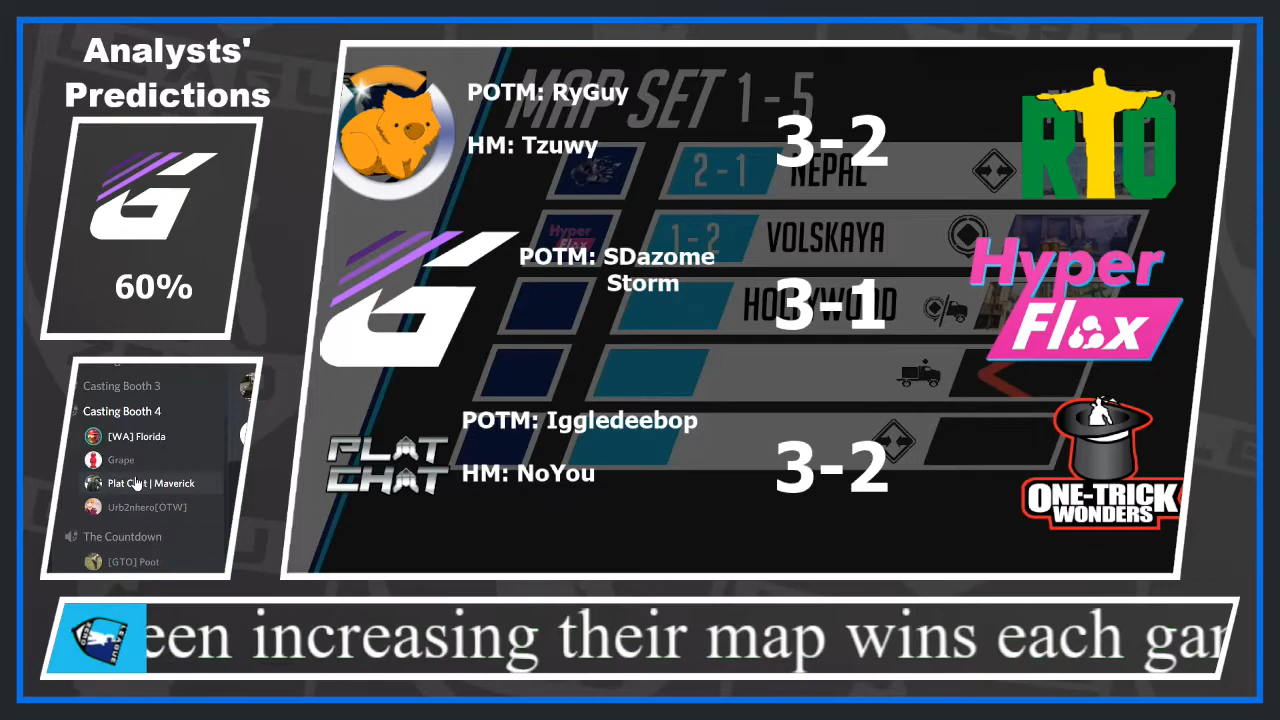 Analysts'
Predictions
60%
Casting Booth 3
Casting Booth 4
[WA] Florida
Grape
Plat Chat | Maverick
Urb2nhero[OTW]
The Countdown
[GTO] Poot
MAP SET 1 - 5
POTM: RyGuy
HM: Tzuwy
3-2
RIO
2 - 1 NEPAL
Hyper
Flox
1 - 2 VOLSKAYA
POTM: SDazome
Storm
3-1
Hyper
Flox
HOLLYWOOD
PLAT
CHAT
POTM: Iggledeebop
HM: NoYou
3-2
ONE-TRICK
WONDERS
een increasing their map wins each gar